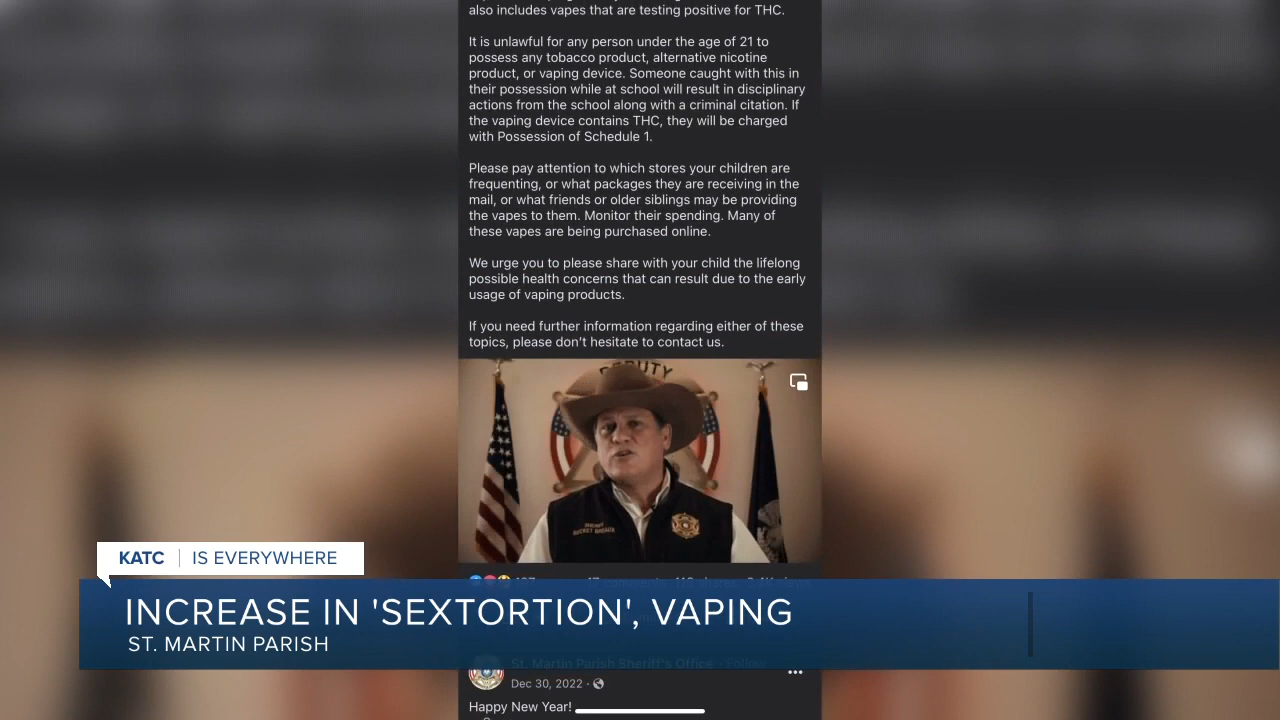 also includes vapes that are testing positive for THC.
It is unlawful for any person under the age of 21 to
possess any tobacco product, alternative nicotine
product, or vaping device. Someone caught with this in
their possession while at school will result in disciplinary
actions from the school along with a criminal citation. If
the vaping device contains THC, they will be charged
with Possession of Schedule 1.
Please pay attention to which stores your children are
frequenting, or what packages they are receiving in the
mail, or what friends or older siblings may be providing
the vapes to them. Monitor their spending. Many of
these vapes are being purchased online.
We urge you to please share with your child the lifelong
possible health concerns that can result due to the early
usage of vaping products.
If you need further information regarding either of these
topics, please don't hesitate to contact us.
DEPUTY
SHERIFF
KATC | IS EVERYWHERE
INCREASE IN 'SEXTORTION', VAPING
ST. MARTIN PARISH
St. Martin Parish Sheriff's Office · Follow
Dec 30, 2022 ·
Happy New Year!